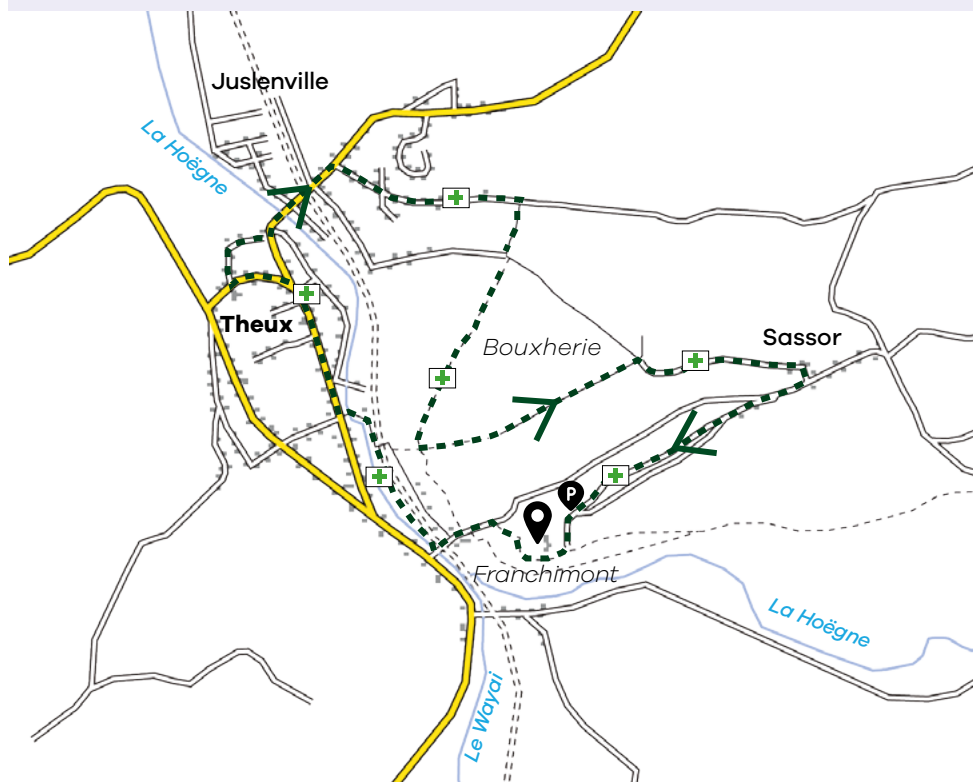 Juslenville
La Hoëgne
Theux
Bouxherie
Sassor
P
Franchimont
La Hoëgne
Le Wayai